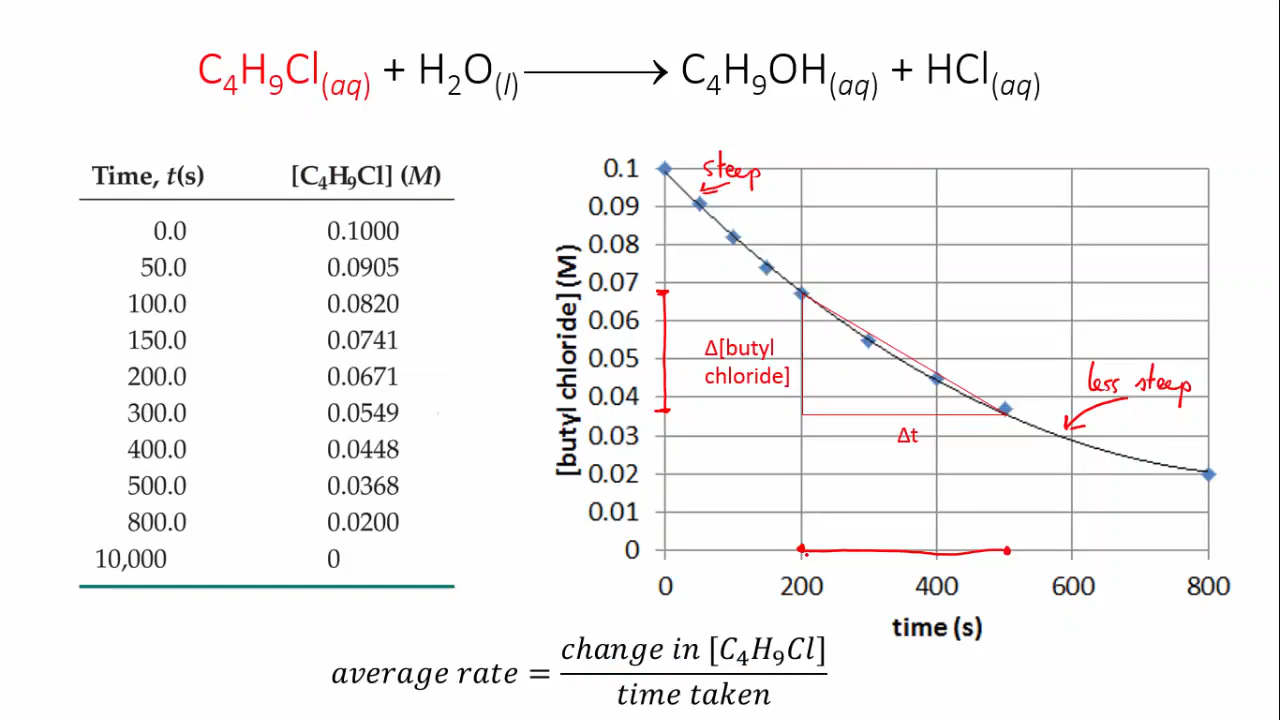 C₄H₉Cl(aq) + H₂O(l) ⟶ C₄H₉OH(aq) + HCl(aq)
Time, t(s) [C₄H₉Cl] (M)
0.0 0.1000
50.0 0.0905
100.0 0.0820
150.0 0.0741
200.0 0.0671
300.0 0.0549
400.0 0.0448
500.0 0.0368
800.0 0.0200
10,000 0
[butyl chloride] (M)
0.1
0.09
0.08
0.07
0.06
0.05
0.04
0.03
0.02
0.01
0
steep
Δ[butyl
chloride]
Δt
less steep
0 200 400 600 800
time (s)
average rate = change in [C₄H₉Cl] / time taken